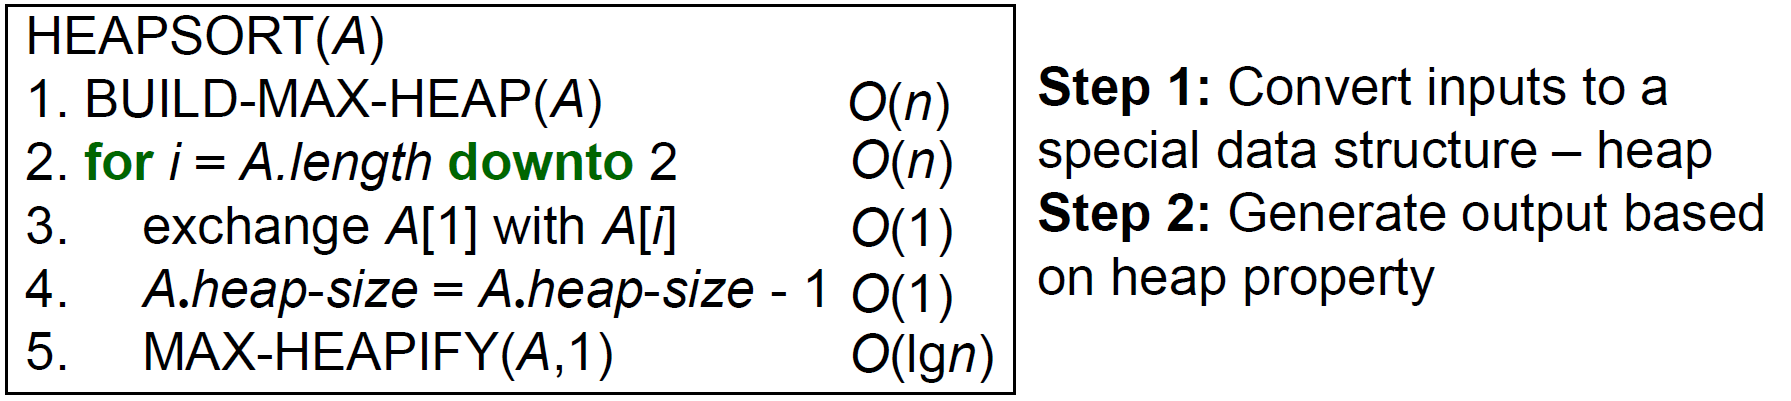 HEAPSORT(A)
1. BUILD-MAX-HEAP(A) O(n)
2. for i = A.length downto 2 O(n)
3. exchange A[1] with A[i] O(1)
4. A.heap-size = A.heap-size - 1 O(1)
5. MAX-HEAPIFY(A,1) O(lgn)
Step 1: Convert inputs to a
special data structure – heap
Step 2: Generate output based
on heap property